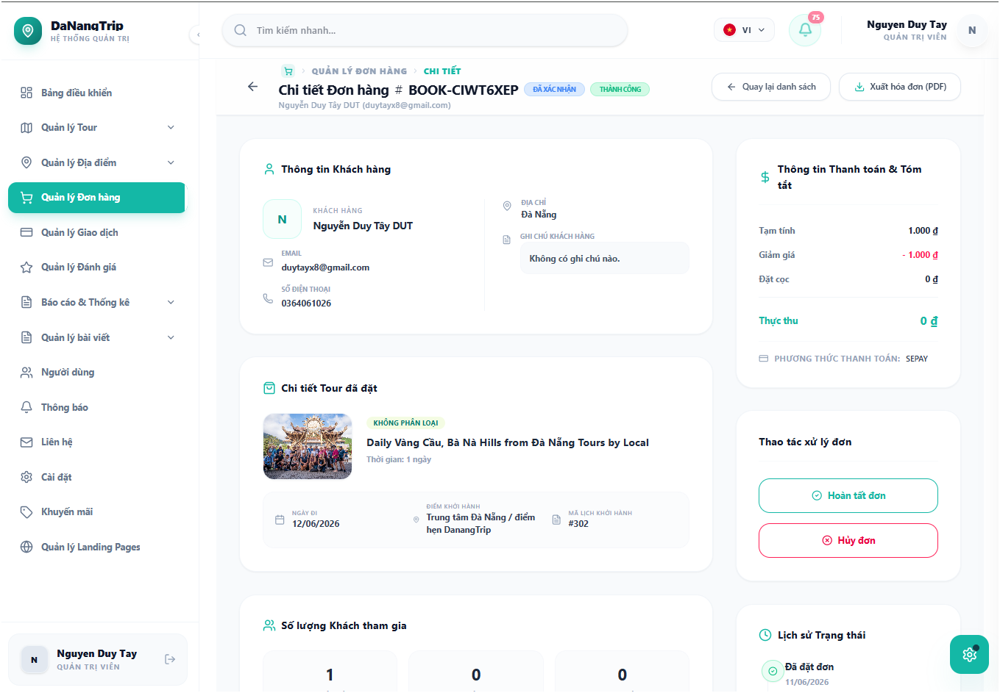 DaNangTrip
HỆ THỐNG QUẢN TRỊ
Tìm kiếm nhanh...
VI
75
Nguyen Duy Tay
QUẢN TRỊ VIÊN
N
Bảng điều khiển
Quản lý Tour
Quản lý Địa điểm
Quản lý Đơn hàng
Quản lý Giao dịch
Quản lý Đánh giá
Báo cáo & Thống kê
Quản lý bài viết
Người dùng
Thông báo
Liên hệ
Cài đặt
Khuyến mãi
Quản lý Landing Pages
N
Nguyen Duy Tay
QUẢN TRỊ VIÊN
QUẢN LÝ ĐƠN HÀNG
CHI TIẾT
Chi tiết Đơn hàng # BOOK-CIWT6XEP
ĐÃ XÁC NHẬN
THÀNH CÔNG
Nguyễn Duy Tây DUT (duytayx8@gmail.com)
Quay lại danh sách
Xuất hóa đơn (PDF)
Thông tin Khách hàng
N
KHÁCH HÀNG
Nguyễn Duy Tây DUT
EMAIL
duytayx8@gmail.com
SỐ ĐIỆN THOẠI
0364061026
ĐỊA CHỈ
Đà Nẵng
GHI CHÚ KHÁCH HÀNG
Không có ghi chú nào.
Chi tiết Tour đã đặt
KHÔNG PHÂN LOẠI
Daily Vàng Cầu, Bà Nà Hills from Đà Nẵng Tours by Local
Thời gian: 1 ngày
NGÀY ĐI
12/06/2026
ĐIỂM KHỞI HÀNH
Trung tâm Đà Nẵng / điểm
hẹn DanangTrip
MÃ LỊCH KHỞI HÀNH
#302
Số lượng Khách tham gia
1
0
0
Thông tin Thanh toán & Tóm
tắt
Tạm tính
1.000 ₫
Giảm giá
- 1.000 ₫
Đặt cọc
0 ₫
Thực thu
0 ₫
PHƯƠNG THỨC THANH TOÁN: SEPAY
Thao tác xử lý đơn
Hoàn tất đơn
Hủy đơn
Lịch sử Trạng thái
Đã đặt đơn
11/06/2026